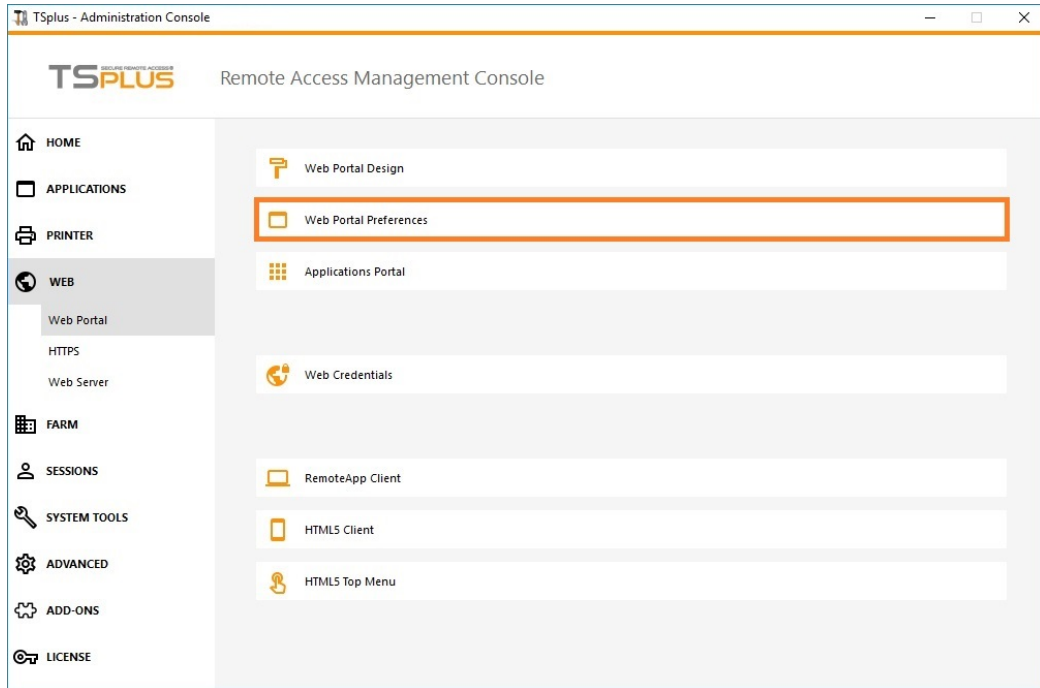 TSplus - Administration Console
SECURE REMOTE ACCESS
TSPLUS
Remote Access Management Console
HOME
APPLICATIONS
PRINTER
WEB
Web Portal
HTTPS
Web Server
FARM
SESSIONS
SYSTEM TOOLS
ADVANCED
ADD-ONS
LICENSE
Web Portal Design
Web Portal Preferences
Applications Portal
Web Credentials
RemoteApp Client
HTML5 Client
HTML5 Top Menu